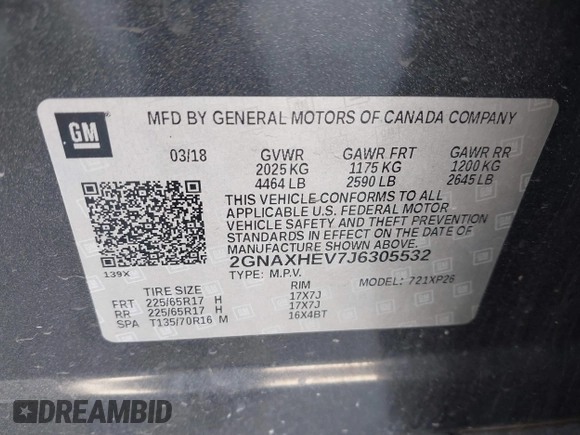 GM
MFD BY GENERAL MOTORS OF CANADA COMPANY
03/18 GVWR GAWR FRT GAWR RR
2025 KG 1175 KG 1200 KG
4464 LB 2590 LB 2645 LB
THIS VEHICLE CONFORMS TO ALL
APPLICABLE U.S. FEDERAL MOTOR
VEHICLE SAFETY AND THEFT PREVENTION
STANDARDS IN EFFECT ON THE DATE OF
MANUFACTURE SHOWN ABOVE.
139X 2GNAXHEV7J6305532
TYPE: M.P.V. MODEL: 721XP26
TIRE SIZE RIM
FRT 225/65R17 H 17X7J
RR 225/65R17 H 17X7J
SPA T135/70R16 M 16X4BT
DREAMBID